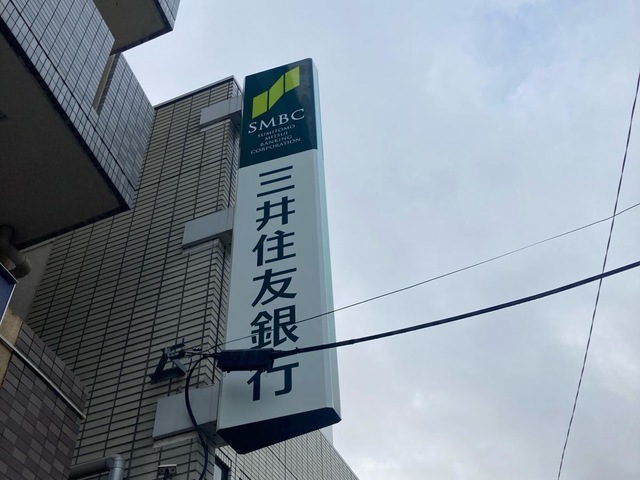 SMBC
SUMITOMO
MITSUI
BANKING
CORPORATION
三井住友銀行